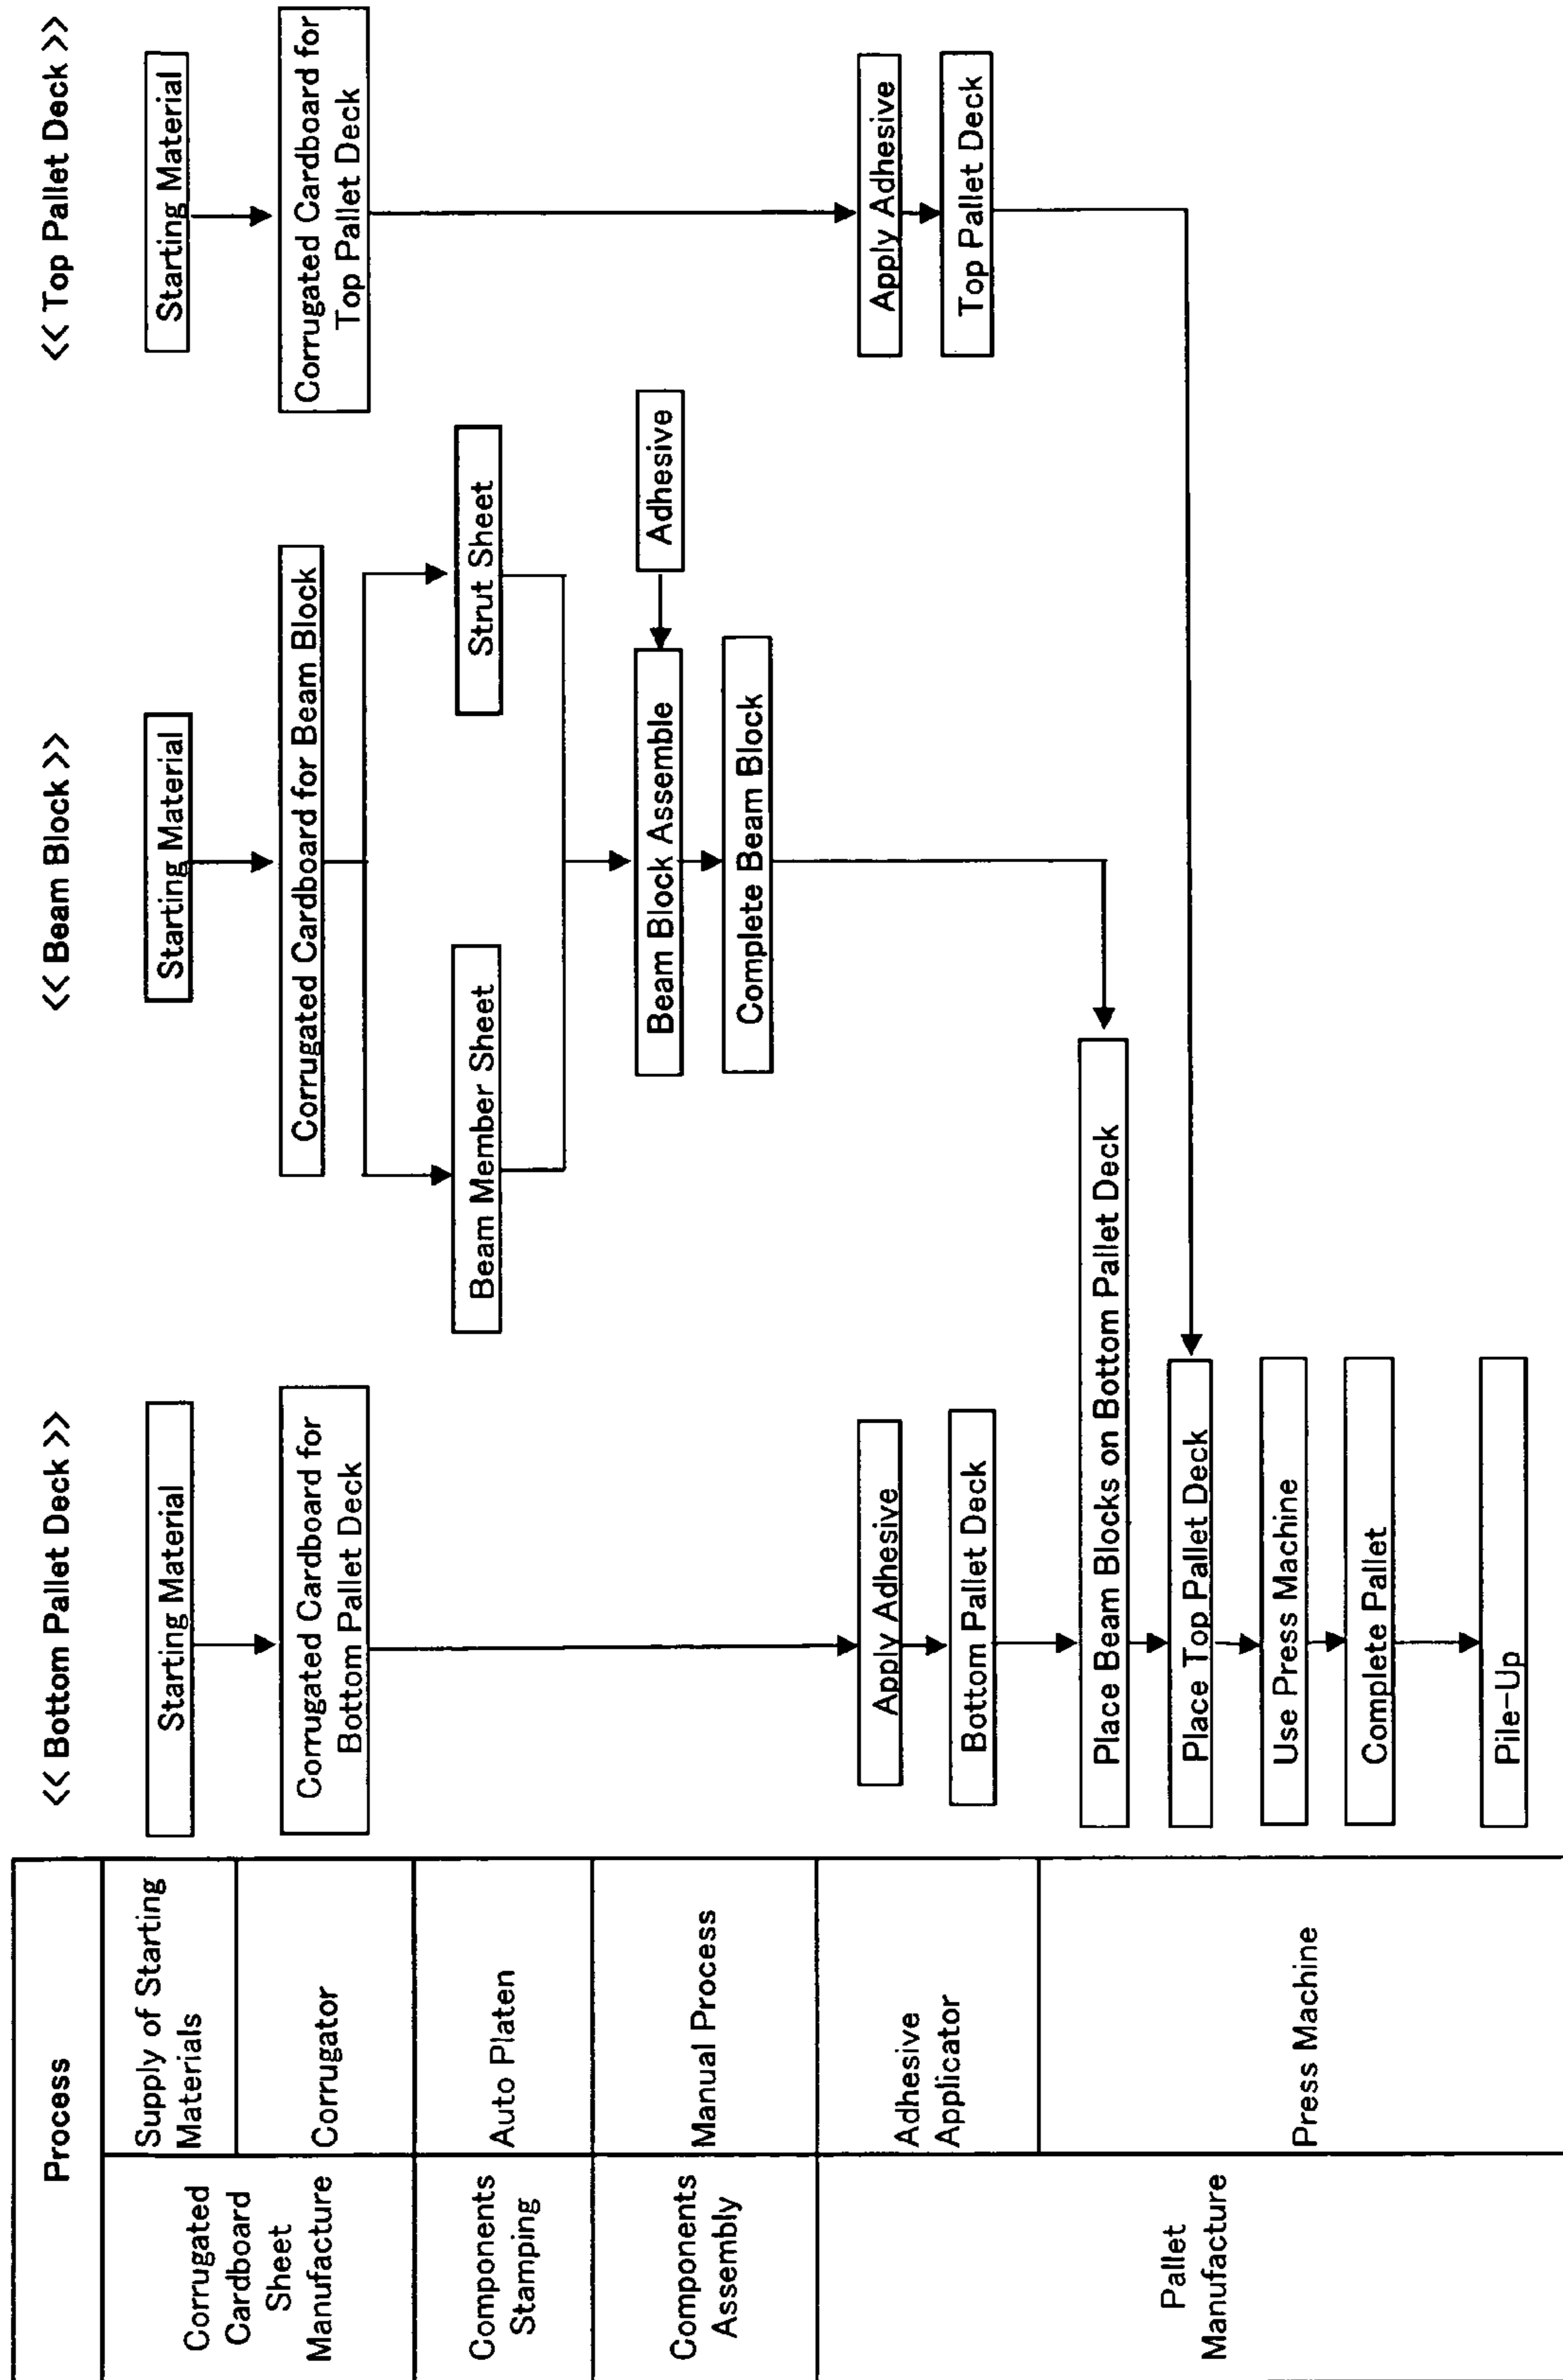 Process
<< Bottom Pallet Deck >>
<< Beam Block >>
<< Top Pallet Deck >>
Corrugated
Cardboard
Sheet
Manufacture
Supply of Starting
Materials
Starting Material
Starting Material
Starting Material
Corrugator
Corrugated Cardboard for
Bottom Pallet Deck
Corrugated Cardboard for Beam Block
Corrugated Cardboard for
Top Pallet Deck
Components
Stamping
Auto Platen
Beam Member Sheet
Strut Sheet
Components
Assembly
Manual Process
Beam Block Assemble
Adhesive
Complete Beam Block
Pallet
Manufacture
Adhesive
Applicator
Apply Adhesive
Apply Adhesive
Bottom Pallet Deck
Top Pallet Deck
Press Machine
Place Beam Blocks on Bottom Pallet Deck
Place Top Pallet Deck
Use Press Machine
Complete Pallet
Pile-Up